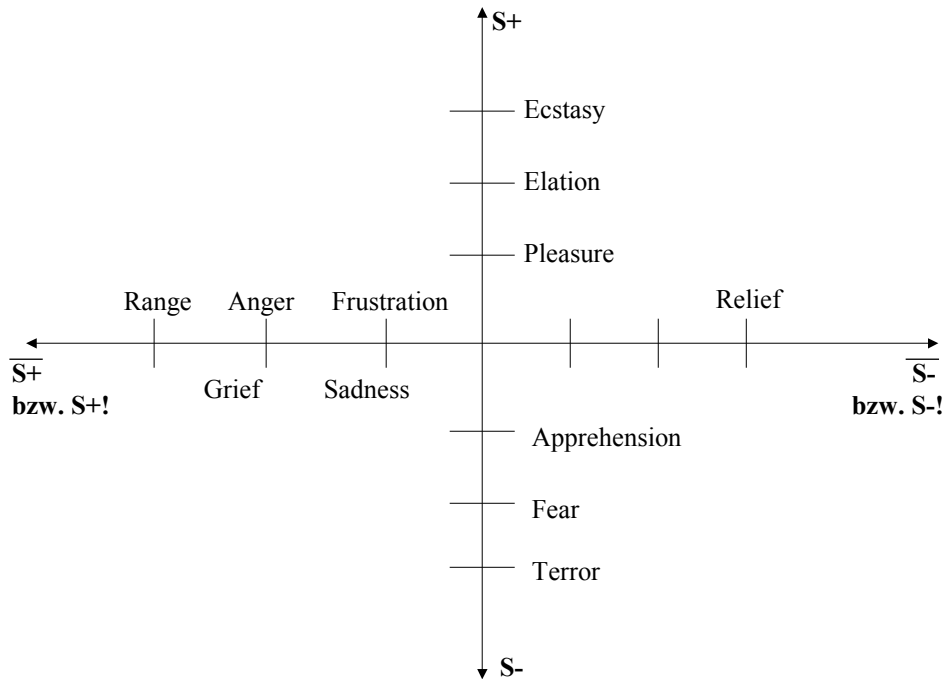 S+
Ecstasy
Elation
Pleasure
Range Anger Frustration Relief
S+ S-
bzw. S+! bzw. S-!
Grief Sadness
Apprehension
Fear
Terror
S-